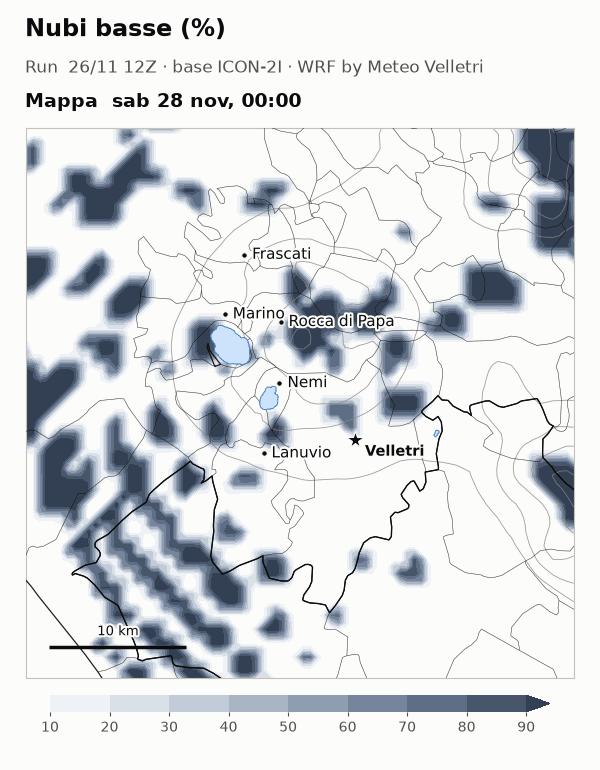 Nubi basse (%)
Run  26/11 12Z · base ICON-2I · WRF by Meteo Velletri
Mappa  sab 28 nov, 00:00
Frascati
Marino
Rocca di Papa
Nemi
Velletri
Lanuvio
10 km
10 20 30 40 50 60 70 80 90